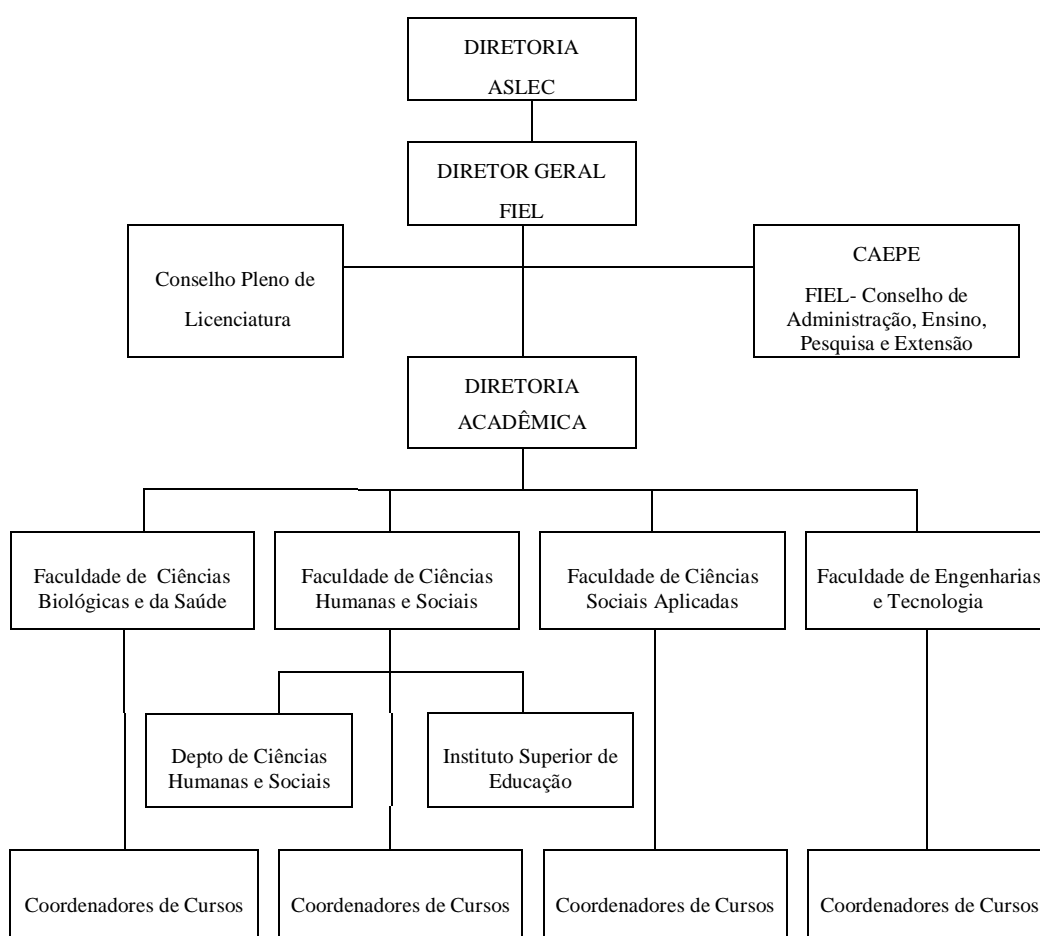 DIRETORIA
ASLEC
DIRETOR GERAL
FIEL
Conselho Pleno de
Licenciatura
CAEPE
FIEL- Conselho de
Administração, Ensino,
Pesquisa e Extensão
DIRETORIA
ACADÊMICA
Faculdade de Ciências
Biológicas e da Saúde
Faculdade de Ciências
Humanas e Sociais
Faculdade de Ciências
Sociais Aplicadas
Faculdade de Engenharias
e Tecnologia
Depto de Ciências
Humanas e Sociais
Instituto Superior de
Educação
Coordenadores de Cursos
Coordenadores de Cursos
Coordenadores de Cursos
Coordenadores de Cursos